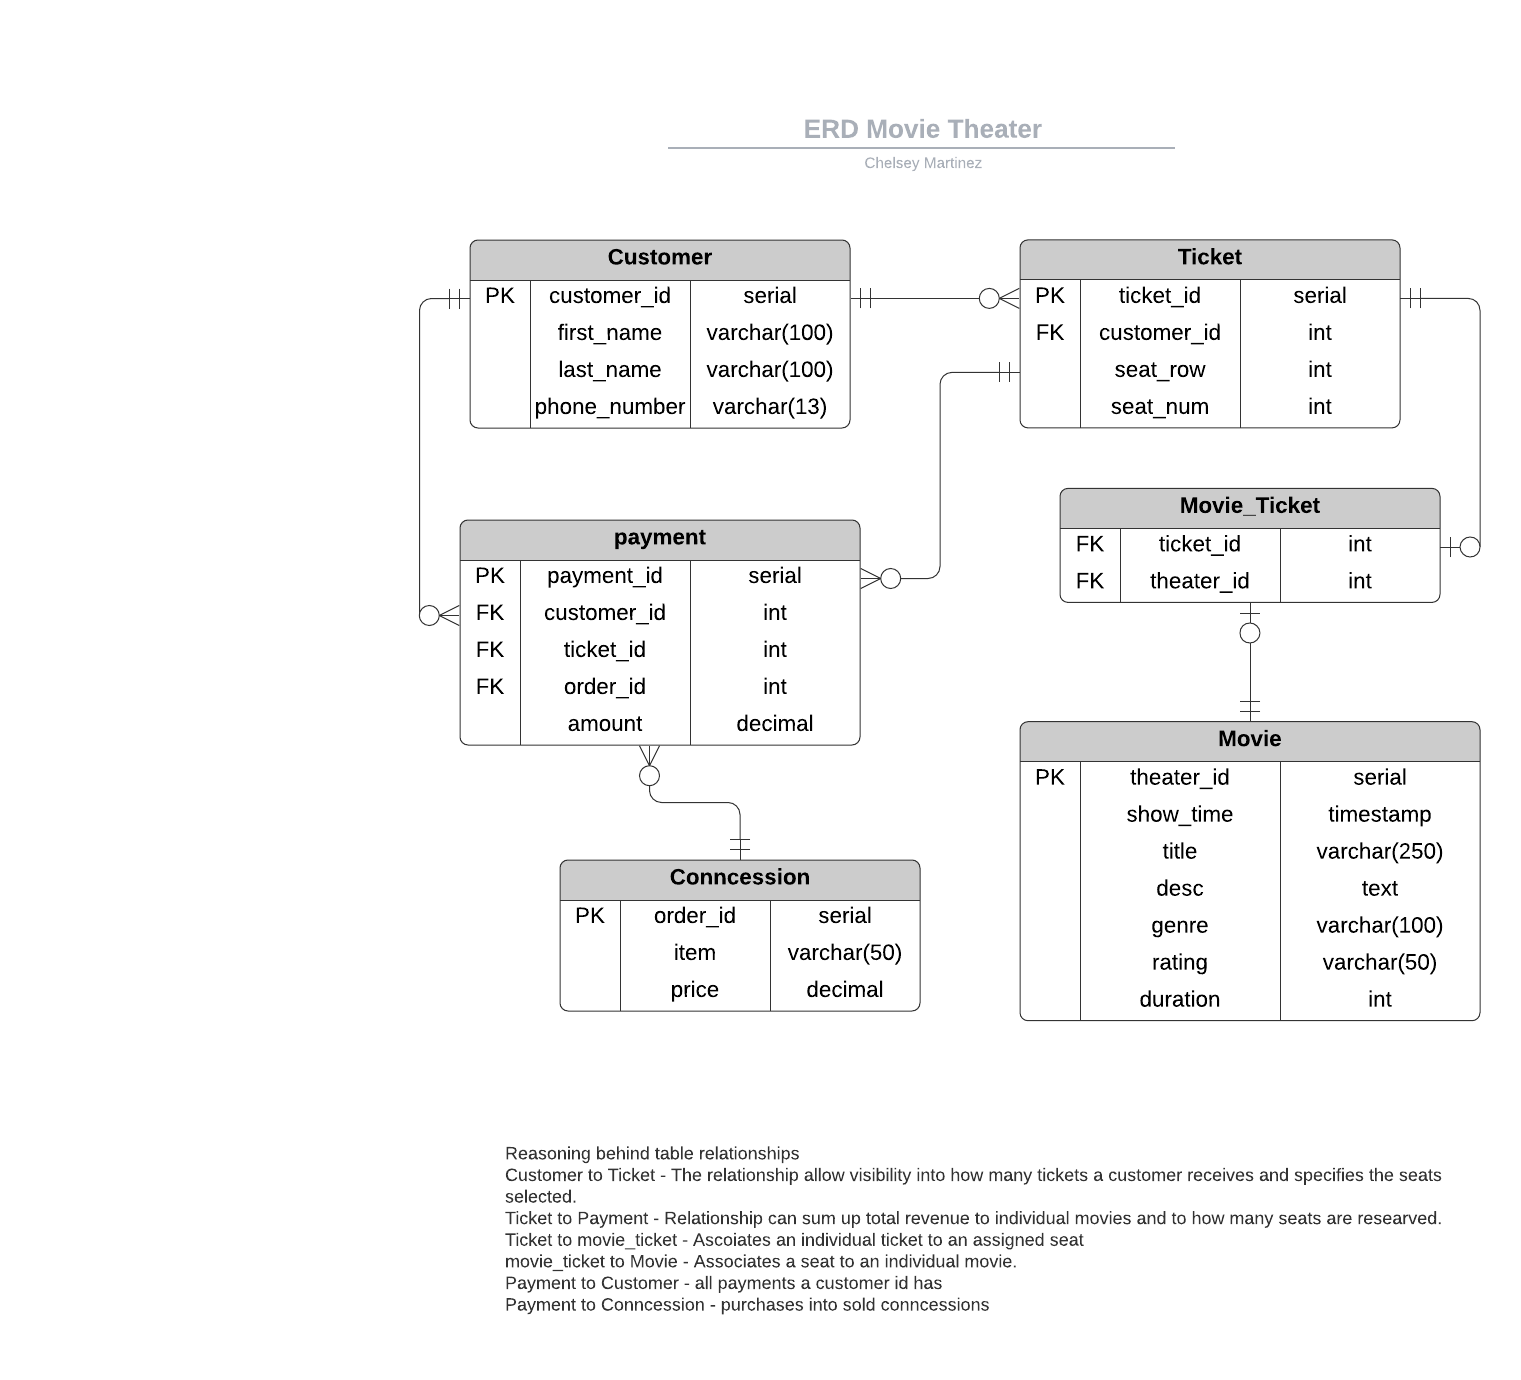 ERD Movie Theater
Chelsey Martinez
Customer
PK customer_id serial
first_name varchar(100)
last_name varchar(100)
phone_number varchar(13)
Ticket
PK ticket_id serial
FK customer_id int
seat_row int
seat_num int
Movie_Ticket
FK ticket_id int
FK theater_id int
payment
PK payment_id serial
FK customer_id int
FK ticket_id int
FK order_id int
amount decimal
Movie
PK theater_id serial
show_time timestamp
title varchar(250)
desc text
genre varchar(100)
rating varchar(50)
duration int
Conncession
PK order_id serial
item varchar(50)
price decimal
Reasoning behind table relationships
Customer to Ticket - The relationship allow visibility into how many tickets a customer receives and specifies the seats
selected.
Ticket to Payment - Relationship can sum up total revenue to individual movies and to how many seats are researved.
Ticket to movie_ticket - Ascoiates an individual ticket to an assigned seat
movie_ticket to Movie - Associates a seat to an individual movie.
Payment to Customer - all payments a customer id has
Payment to Conncession - purchases into sold conncessions